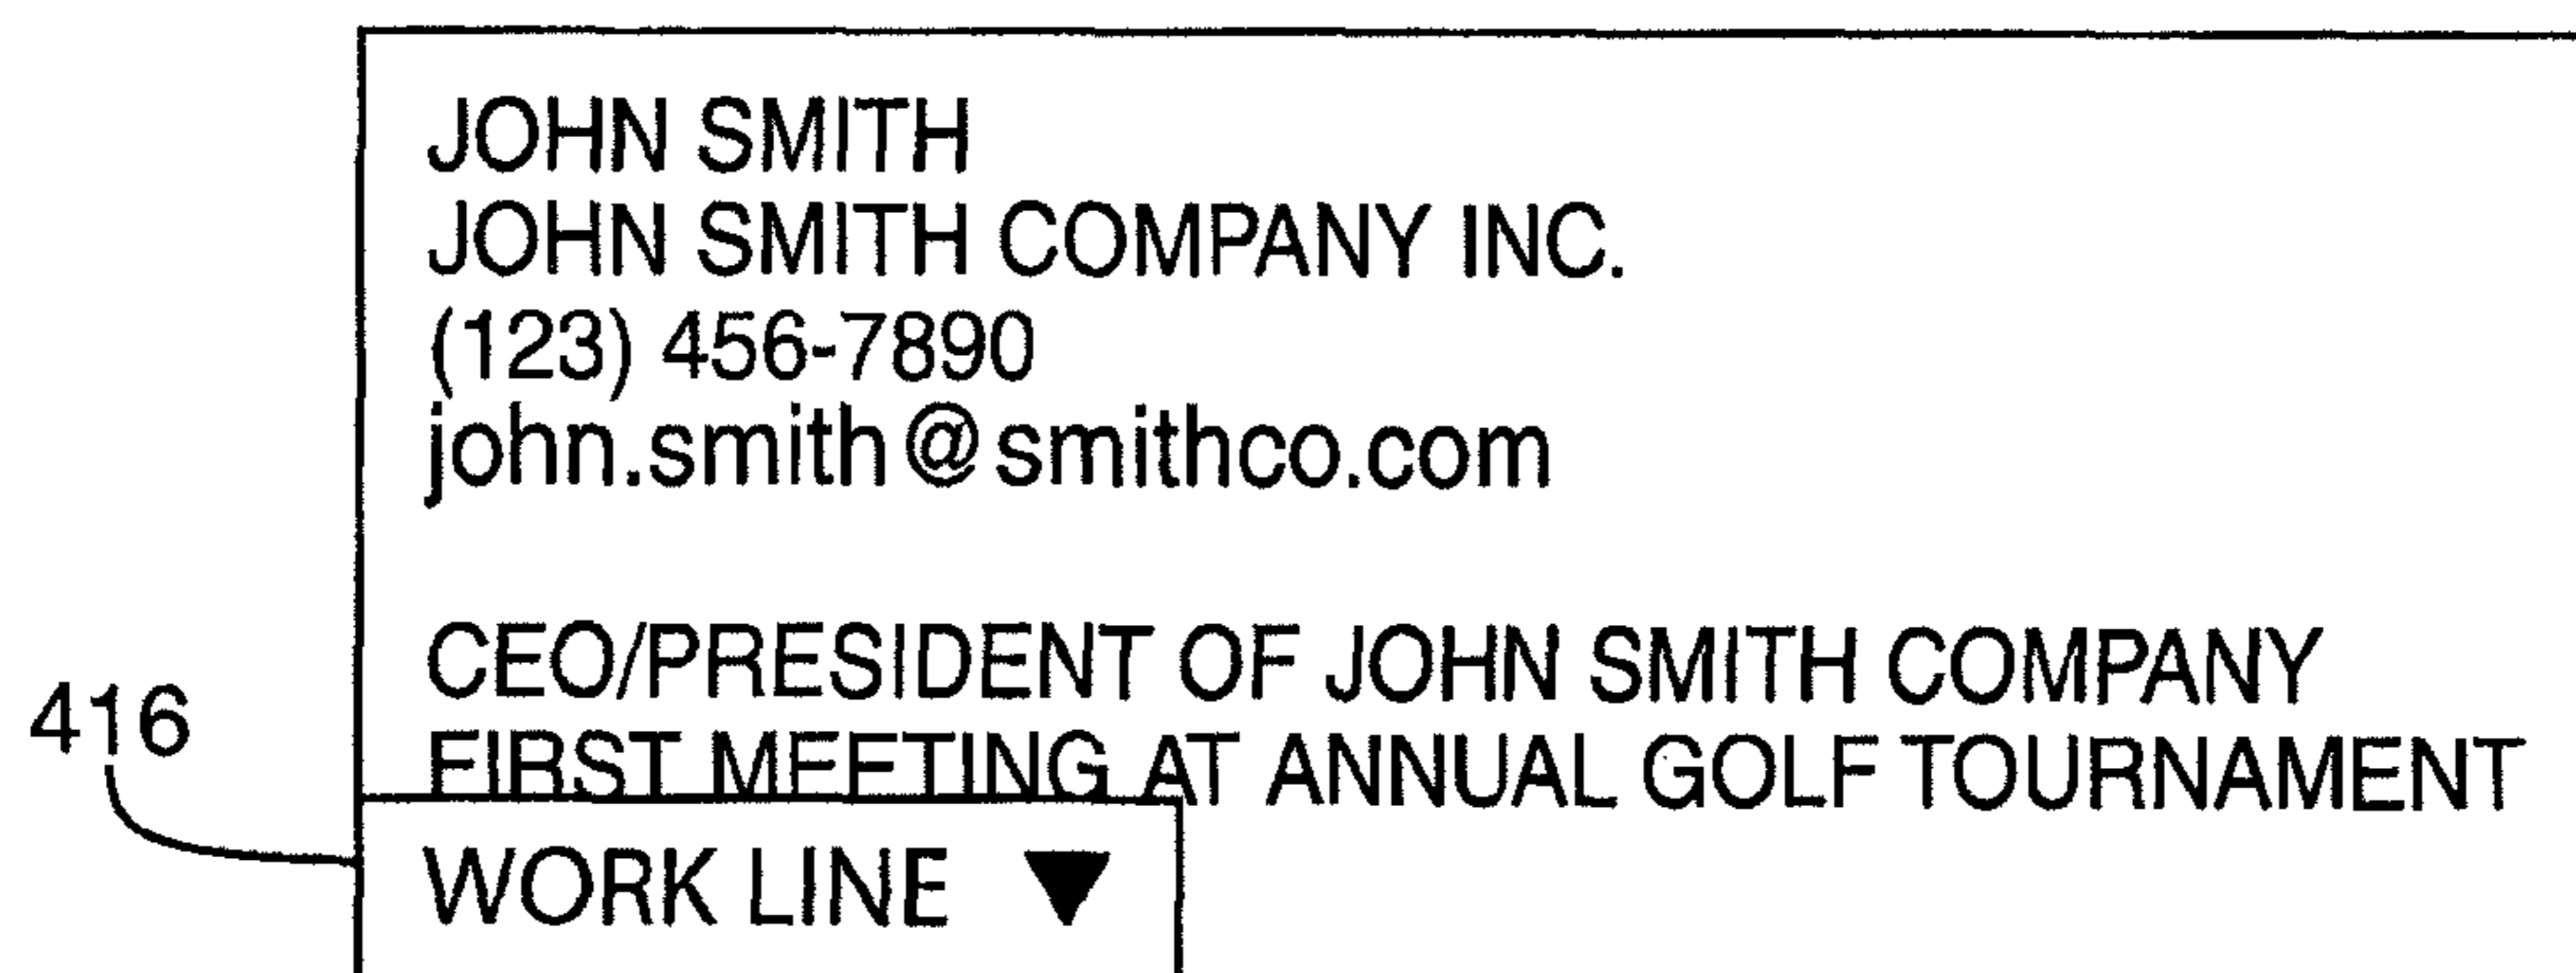 JOHN SMITH
JOHN SMITH COMPANY INC.
(123) 456-7890
john.smith@smithco.com
CEO/PRESIDENT OF JOHN SMITH COMPANY
FIRST MEETING AT ANNUAL GOLF TOURNAMENT
416
WORK LINE